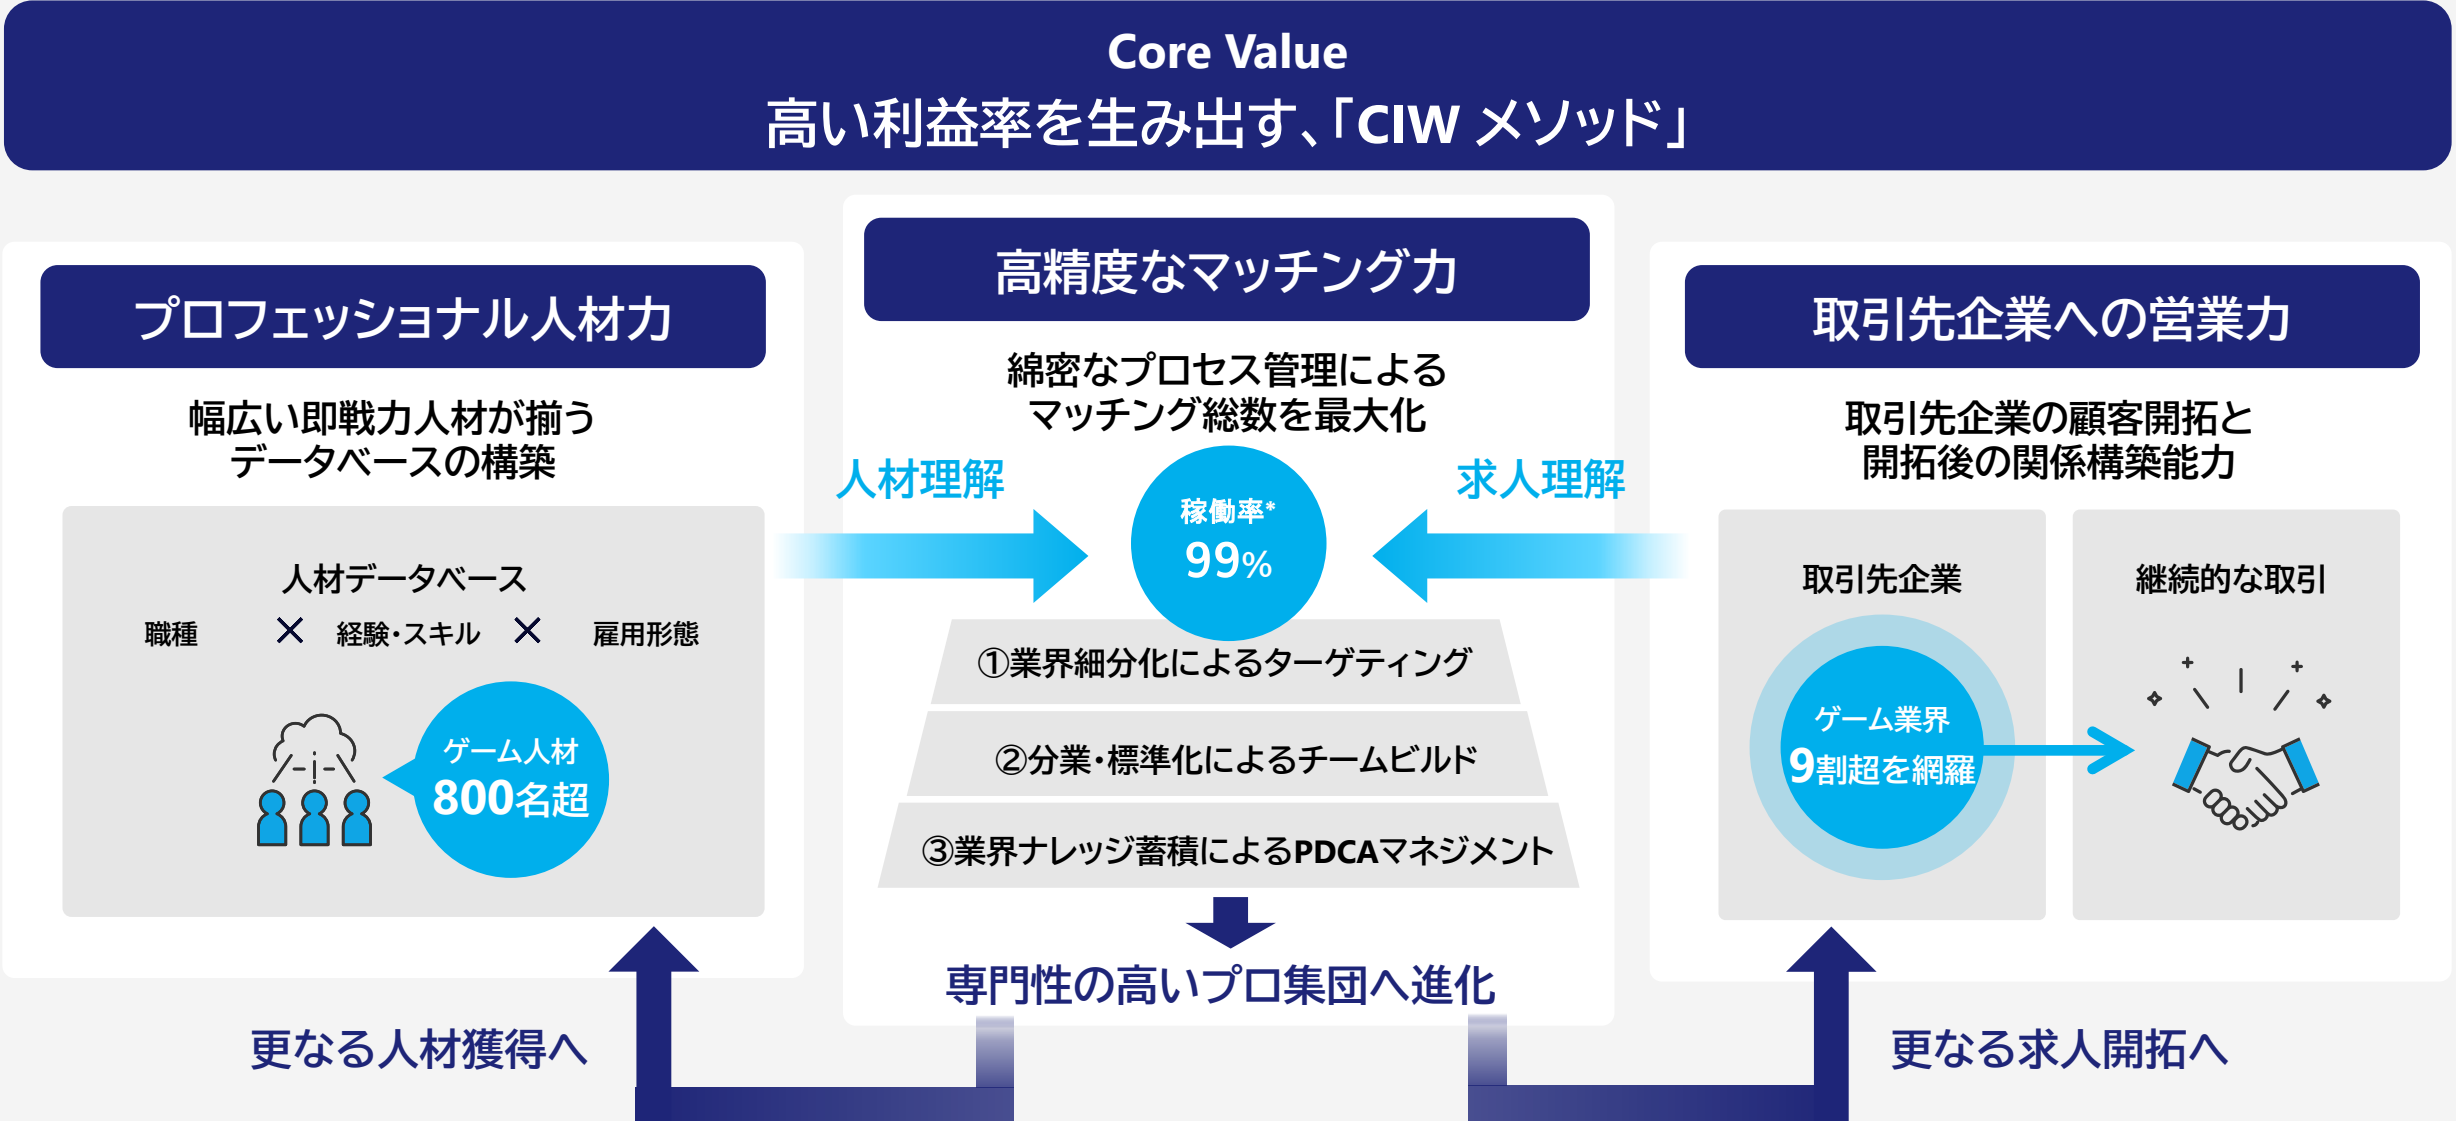 Core Value
高い利益率を生み出す、「CIW メソッド」
プロフェッショナル人材力
幅広い即戦力人材が揃う
データベースの構築
人材データベース
職種 × 経験・スキル × 雇用形態
ゲーム人材
800名超
人材理解
高精度なマッチング力
綿密なプロセス管理による
マッチング総数を最大化
稼働率*
99%
①業界細分化によるターゲティング
②分業・標準化によるチームビルド
③業界ナレッジ蓄積によるPDCAマネジメント
専門性の高いプロ集団へ進化
求人理解
取引先企業への営業力
取引先企業の顧客開拓と
開拓後の関係構築能力
取引先企業
ゲーム業界
9割超を網羅
継続的な取引
更なる人材獲得へ
更なる求人開拓へ